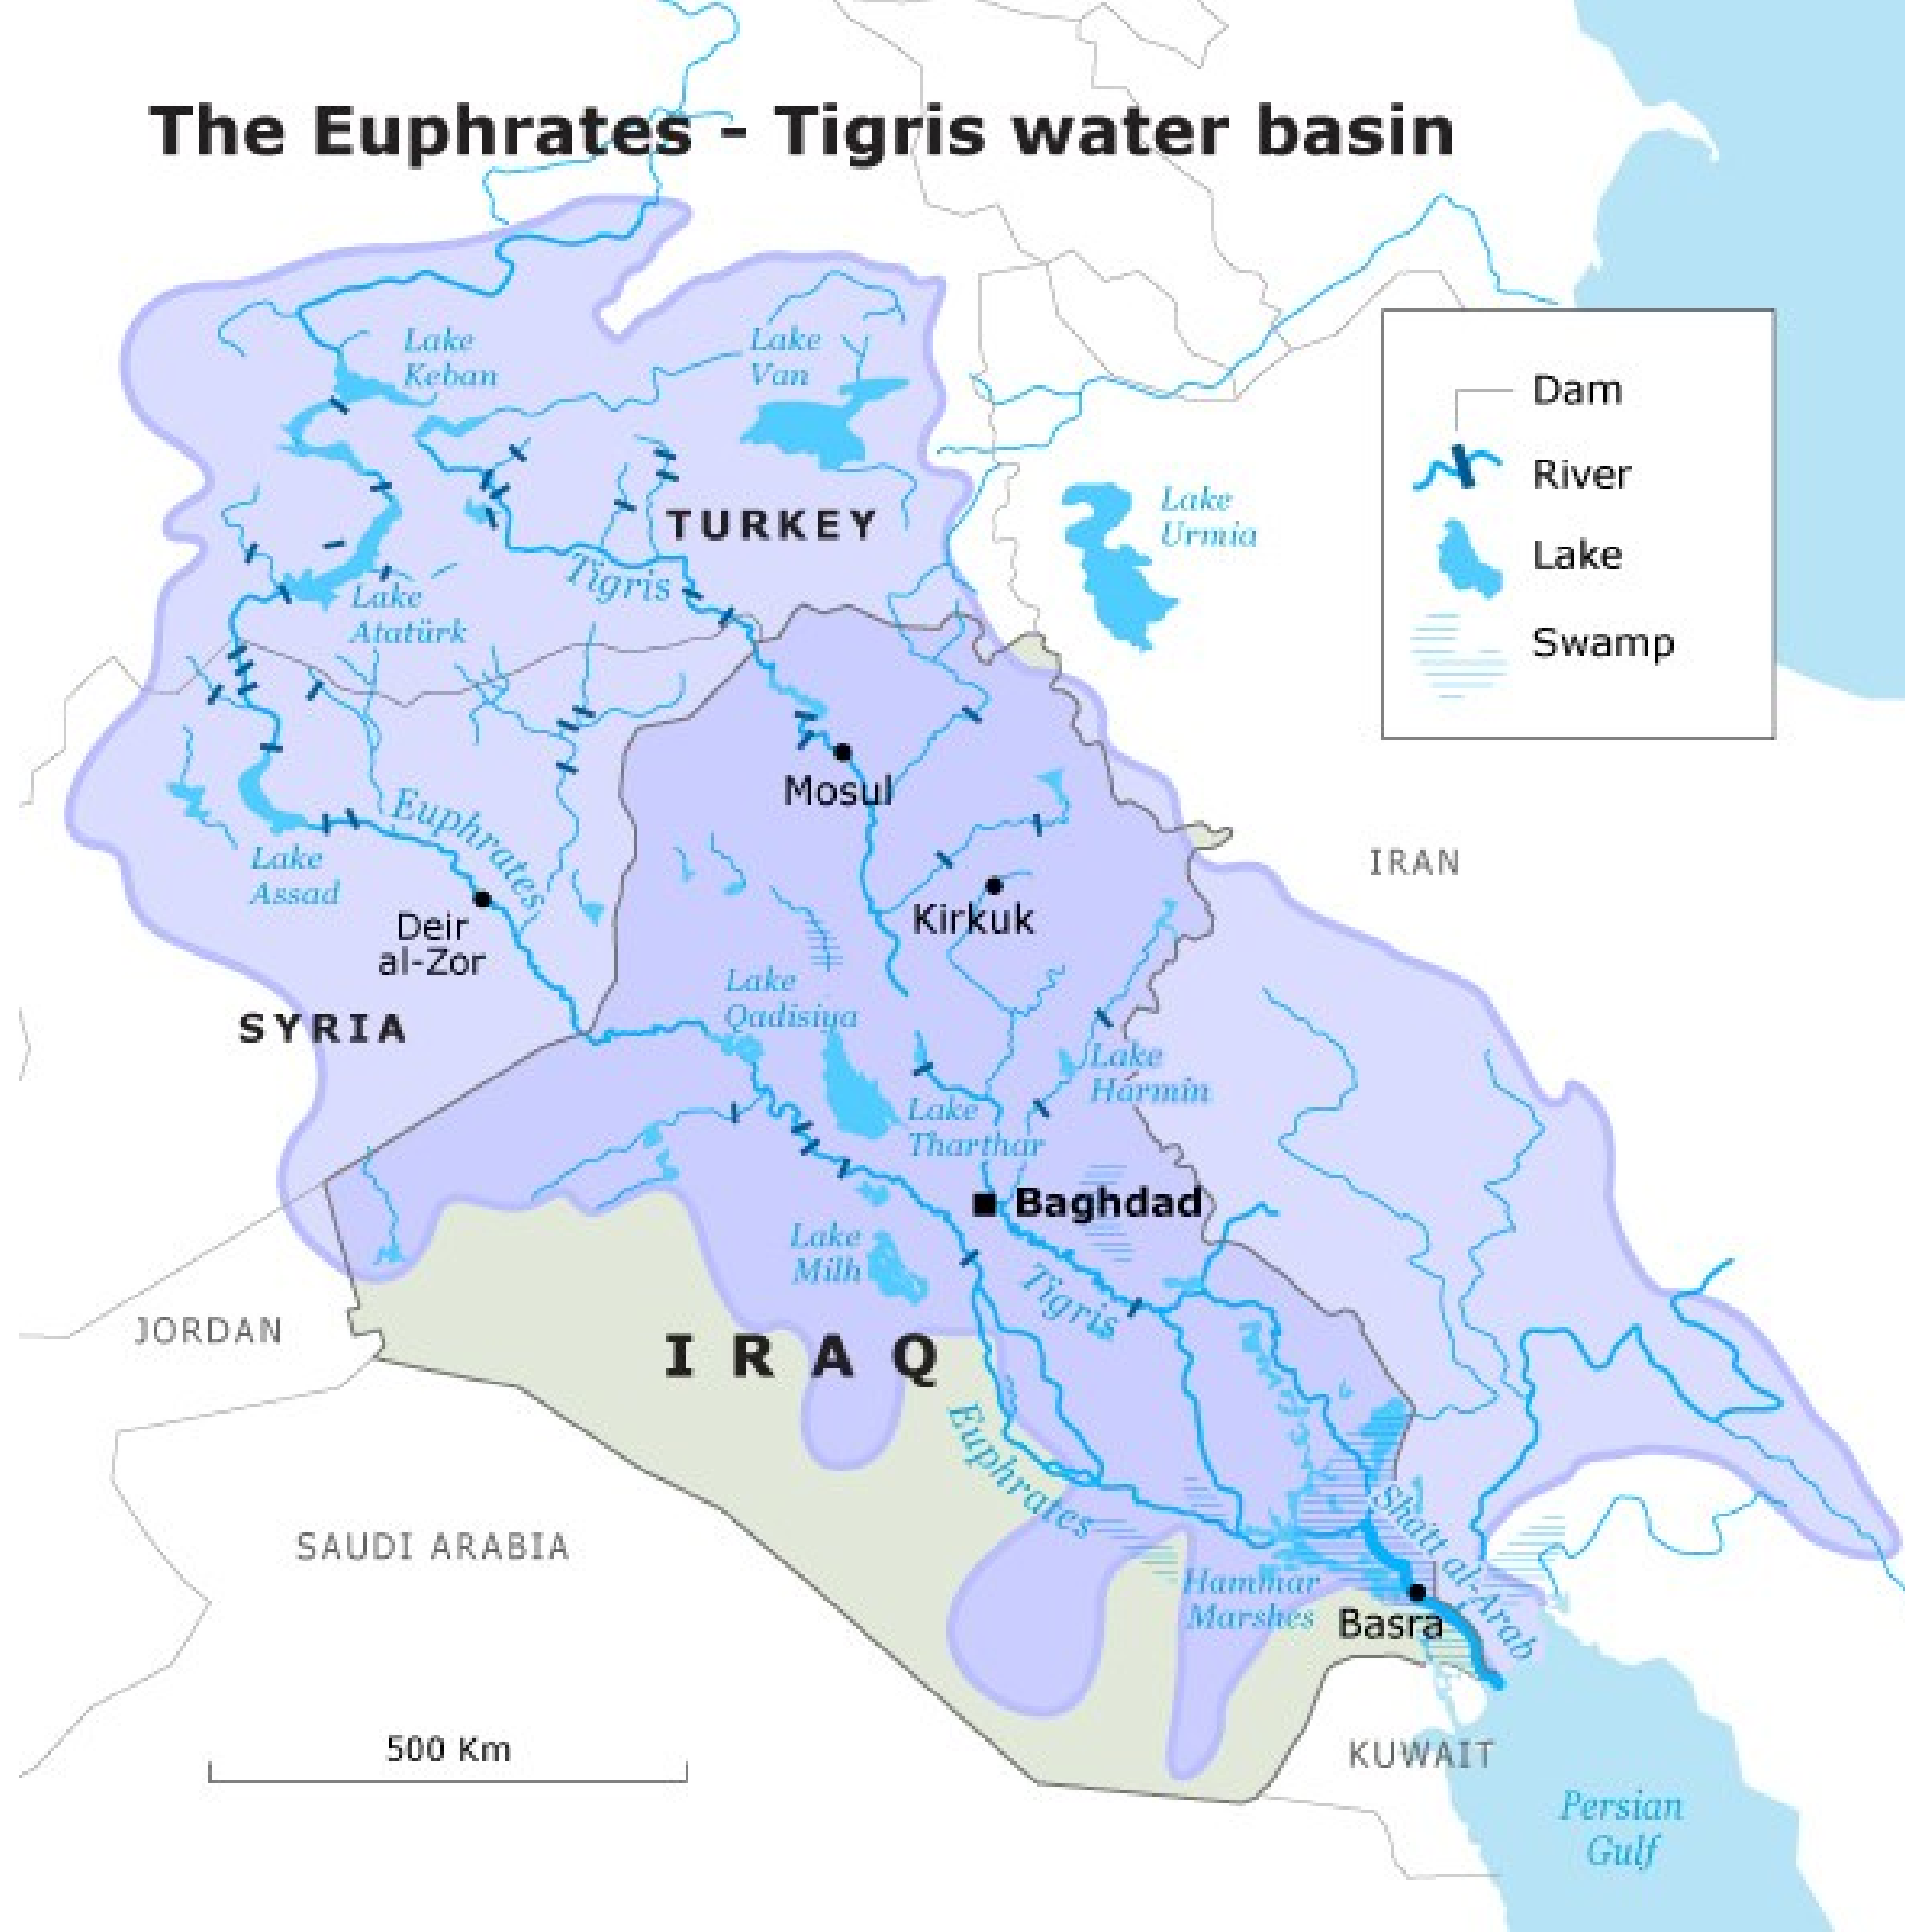 The Euphrates – Tigris water basin
Lake
Keban
Lake
Van
Dam
River
Lake
Swamp
Lake
Urmia
TURKEY
Tigris
Lake
Atatürk
Mosul
Euphrates
Lake
Assad
IRAN
Kirkuk
Deir
al-Zor
Lake
Qadisiya
SYRIA
Lake
Harmin
Lake
Tharthar
Baghdad
Lake
Milh
Tigris
JORDAN
IRAQ
Euphrates
Shatt al-Arab
SAUDI ARABIA
Hammar
Marshes
Basra
500 Km
KUWAIT
Persian
Gulf